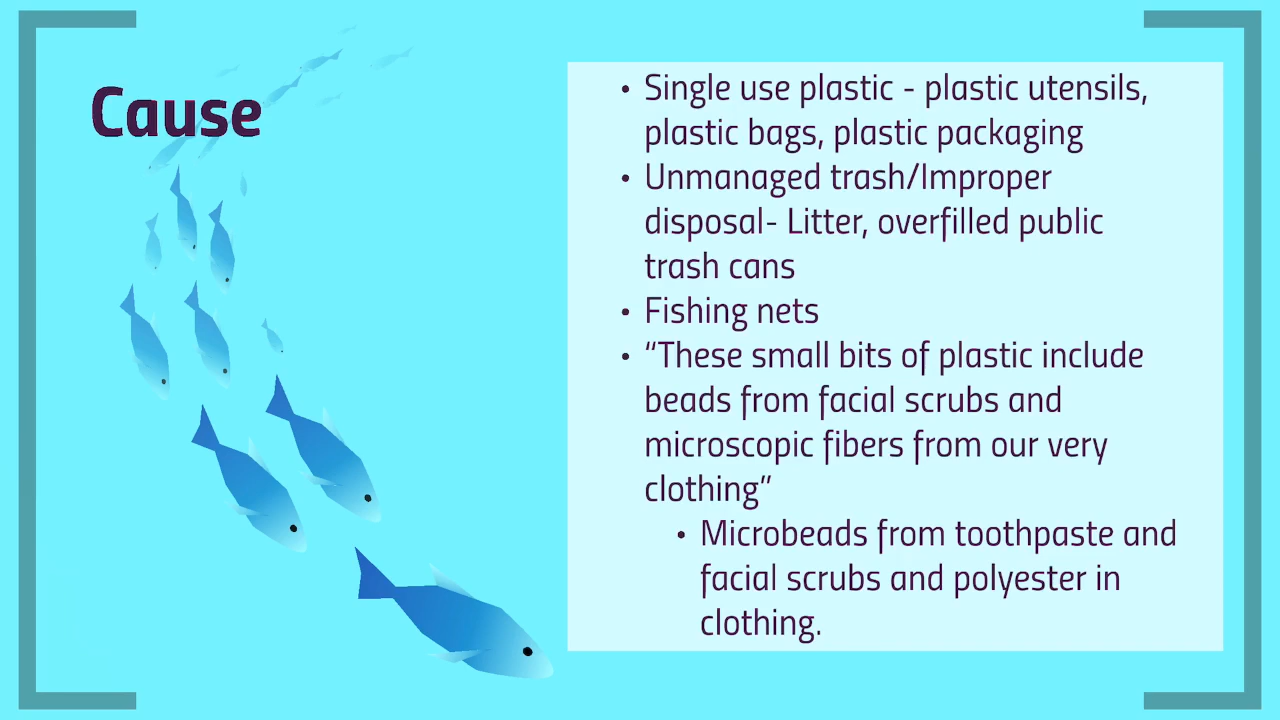 Cause
• Single use plastic - plastic utensils,
plastic bags, plastic packaging
• Unmanaged trash/Improper
disposal- Litter, overfilled public
trash cans
• Fishing nets
• “These small bits of plastic include
beads from facial scrubs and
microscopic fibers from our very
clothing”
• Microbeads from toothpaste and
facial scrubs and polyester in
clothing.